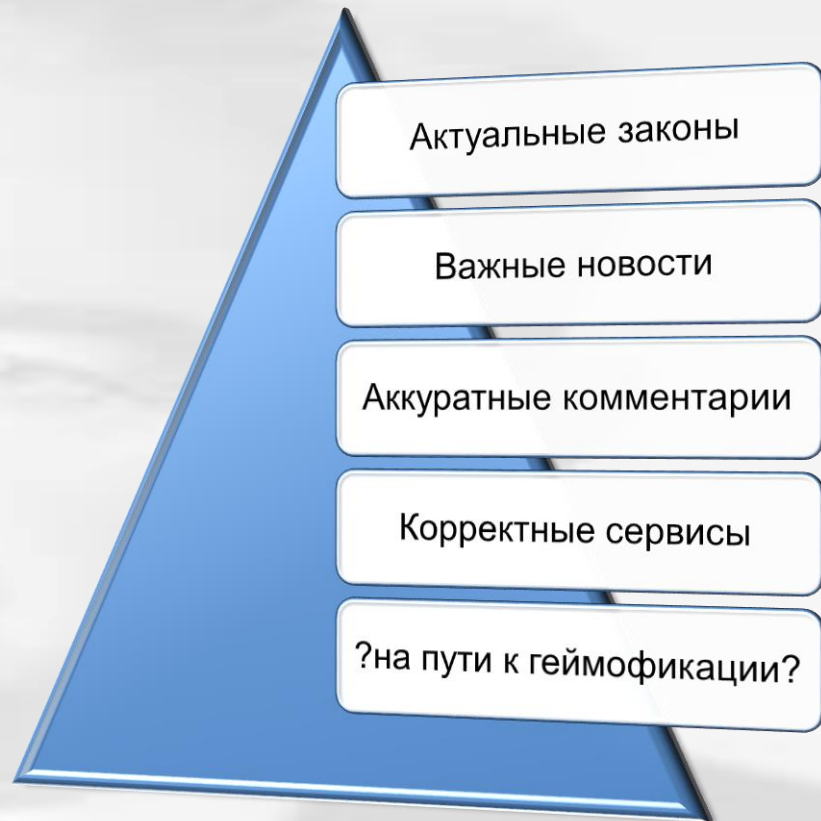 Актуальные законы
Важные новости
Аккуратные комментарии
Корректные сервисы
?на пути к геймофикации?